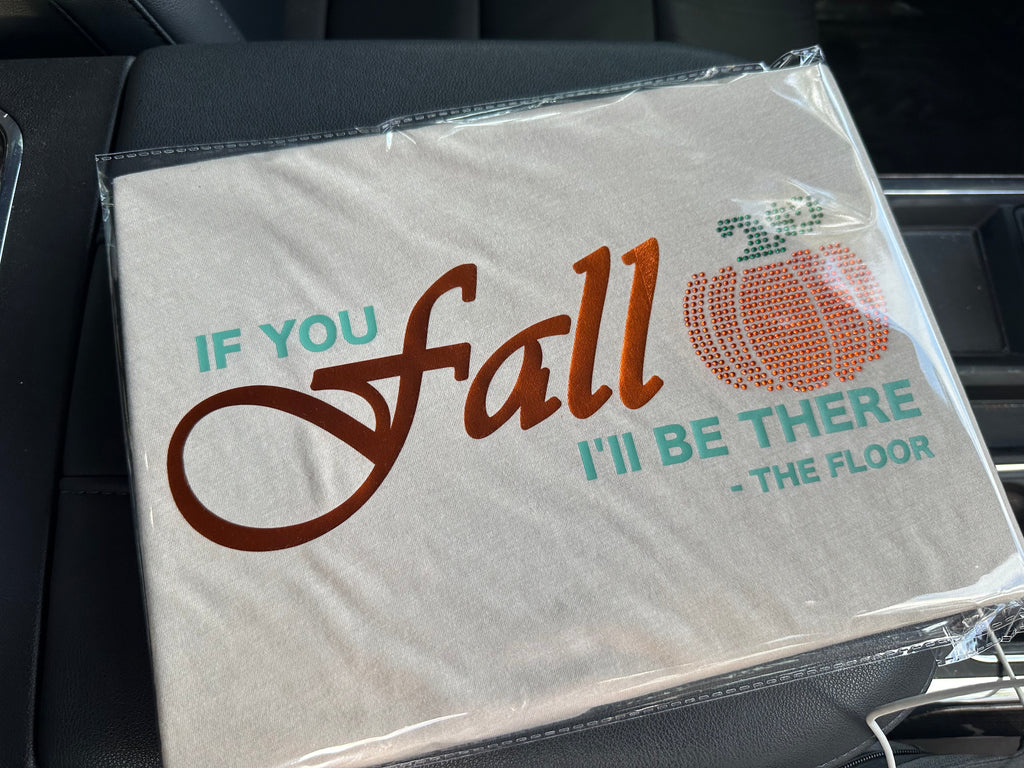 IF YOU
fall
I'll BE THERE
- THE FLOOR